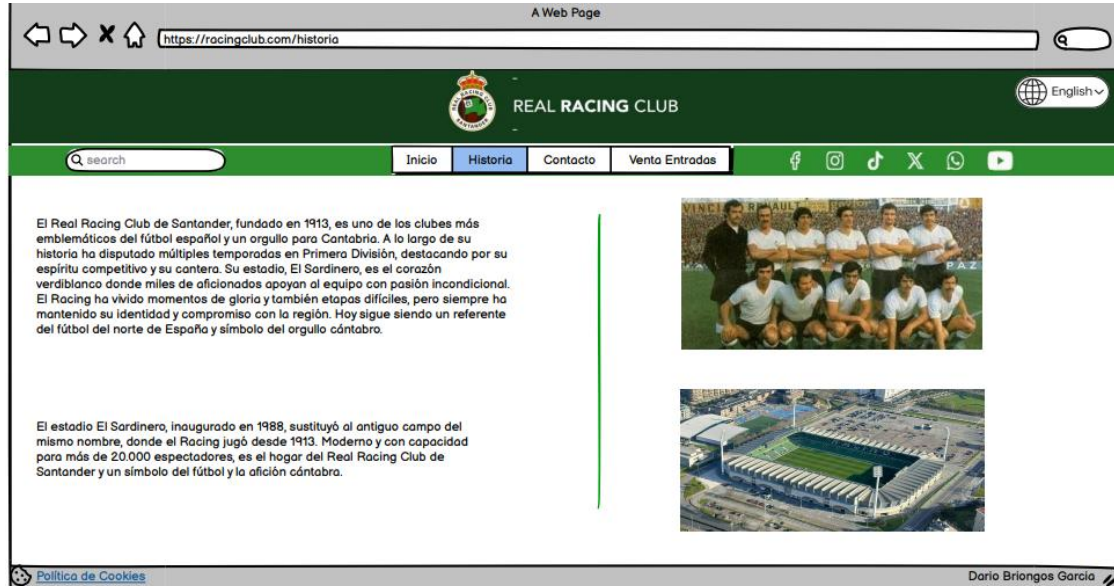 A Web Page
https://racingclub.com/historia
REAL RACING CLUB SANTANDER
REAL RACING CLUB
English
search
Inicio
Historia
Contacto
Venta Entradas
El Real Racing Club de Santander, fundado en 1913, es uno de los clubes más
emblemáticos del fútbol español y un orgullo para Cantabria. A lo largo de su
historia ha disputado múltiples temporadas en Primera División, destacando por su
espíritu competitivo y su cantera. Su estadio, El Sardinero, es el corazón
verdiblanco donde miles de aficionados apoyan al equipo con pasión incondicional.
El Racing ha vivido momentos de gloria y también etapas difíciles, pero siempre ha
mantenido su identidad y compromiso con la región. Hoy sigue siendo un referente
del fútbol del norte de España y símbolo del orgullo cántabro.
VINCI
RENAULT
PAZ
El estadio El Sardinero, inaugurado en 1988, sustituyó al antiguo campo del
mismo nombre, donde el Racing jugó desde 1913. Moderno y con capacidad
para más de 20.000 espectadores, es el hogar del Real Racing Club de
Santander y un símbolo del fútbol y la afición cántabra.
Política de Cookies
Dario Briongos Garcia